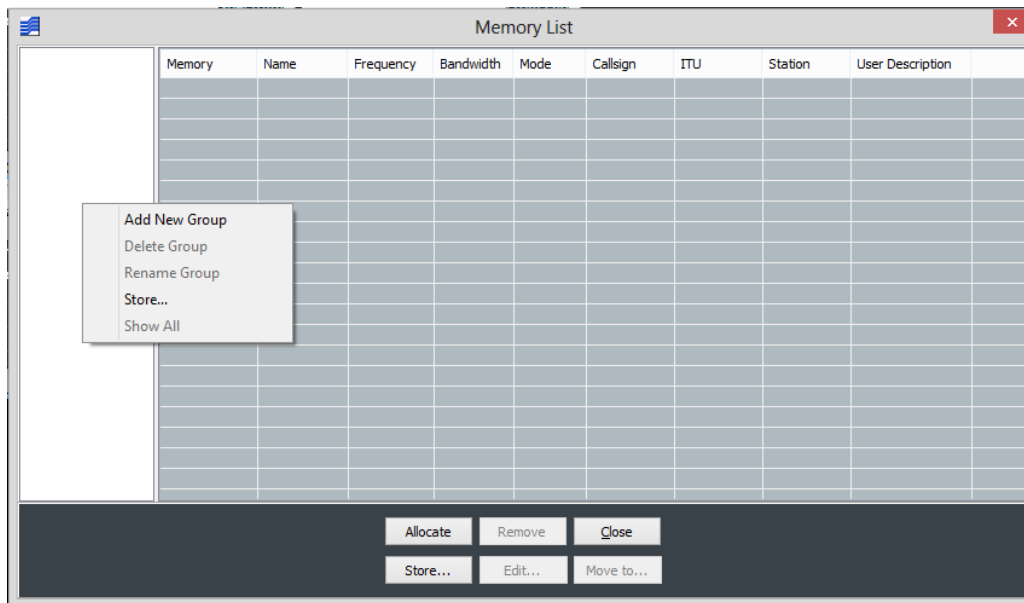 Memory List
Memory Name Frequency Bandwidth Mode Callsign ITU Station User Description
Add New Group
Delete Group
Rename Group
Store...
Show All
Allocate Remove Close
Store... Edit... Move to...